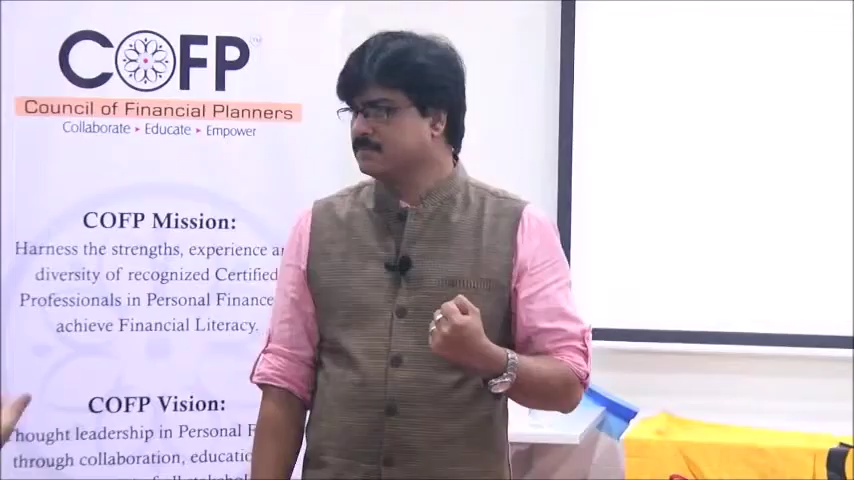 COFP
TM
Council of Financial Planners
Collaborate ▸ Educate ▸ Empower
COFP Mission:
Harness the Strengths, Experience a
diversity of Recognized Certified
Professionals in Personal Finance
achieve Financial Literacy.
COFP Vision:
Thought leadership in Personal F
through Collaboration, educatio